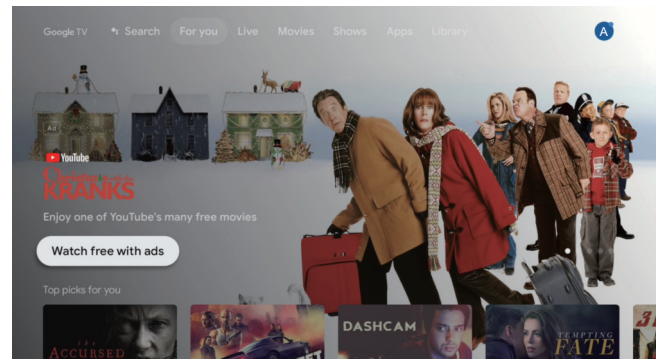 Google TV
Search
For you
Live
Movies
Shows
Apps
Library
A
Ad
YouTube
Christmas with the
KRANKS
Enjoy one of YouTube's many free movies
Watch free with ads
Top picks for you
the
ACCURSED
DASHCAM
TEMPTING
FATE